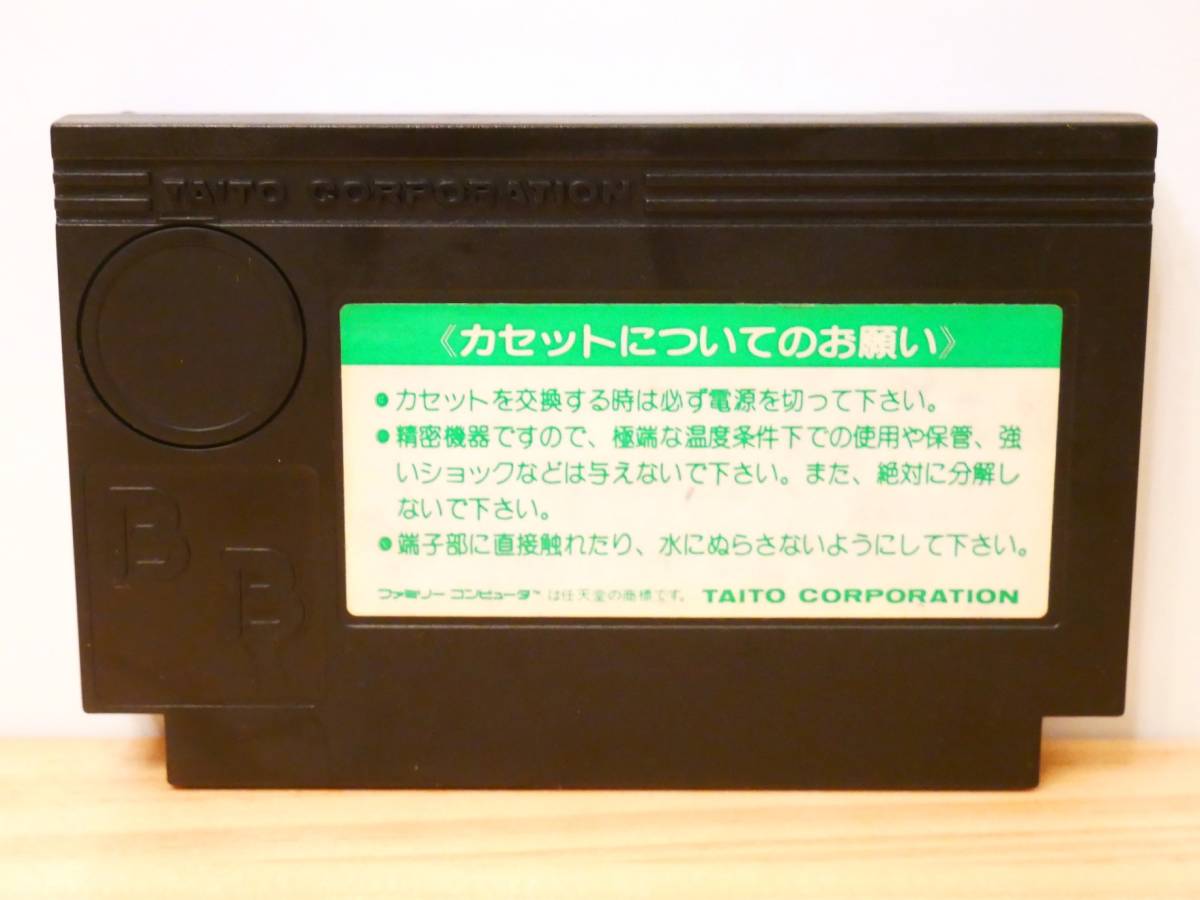 TAITO CORPORATION
《カセットについてのお願い》
●カセットを交換する時は必ず電源を切って下さい。
●精密機器ですので、極端な温度条件下での使用や保管、強
いショックなどは与えないで下さい。また、絶対に分解し
ないで下さい。
●端子部に直接触れたり、水にぬらさないようにして下さい。
ファミリーコンピュータ™は任天堂の商標です。 TAITO CORPORATION
B
B